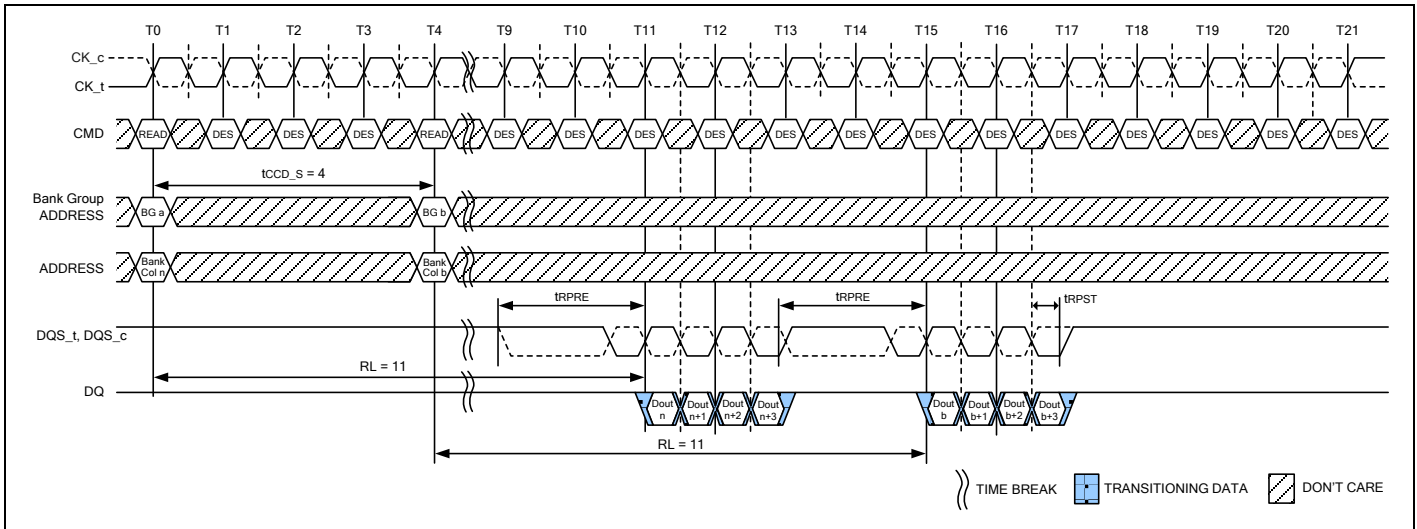 T0 T1 T2 T3 T4 T9 T10 T11 T12 T13 T14 T15 T16 T17 T18 T19 T20 T21
CK_c
CK_t
CMD READ DES DES DES READ DES DES DES DES DES DES DES DES DES DES DES DES DES
tCCD_S = 4
Bank Group
ADDRESS BG a BG b
ADDRESS Bank Col n Bank Col b
tRPRE tRPRE tRPST
DQS_t, DQS_c
RL = 11
DQ
Dout n Dout n+1 Dout n+2 Dout n+3 Dout b Dout b+1 Dout b+2 Dout b+3
RL = 11
TIME BREAK TRANSITIONING DATA DON'T CARE